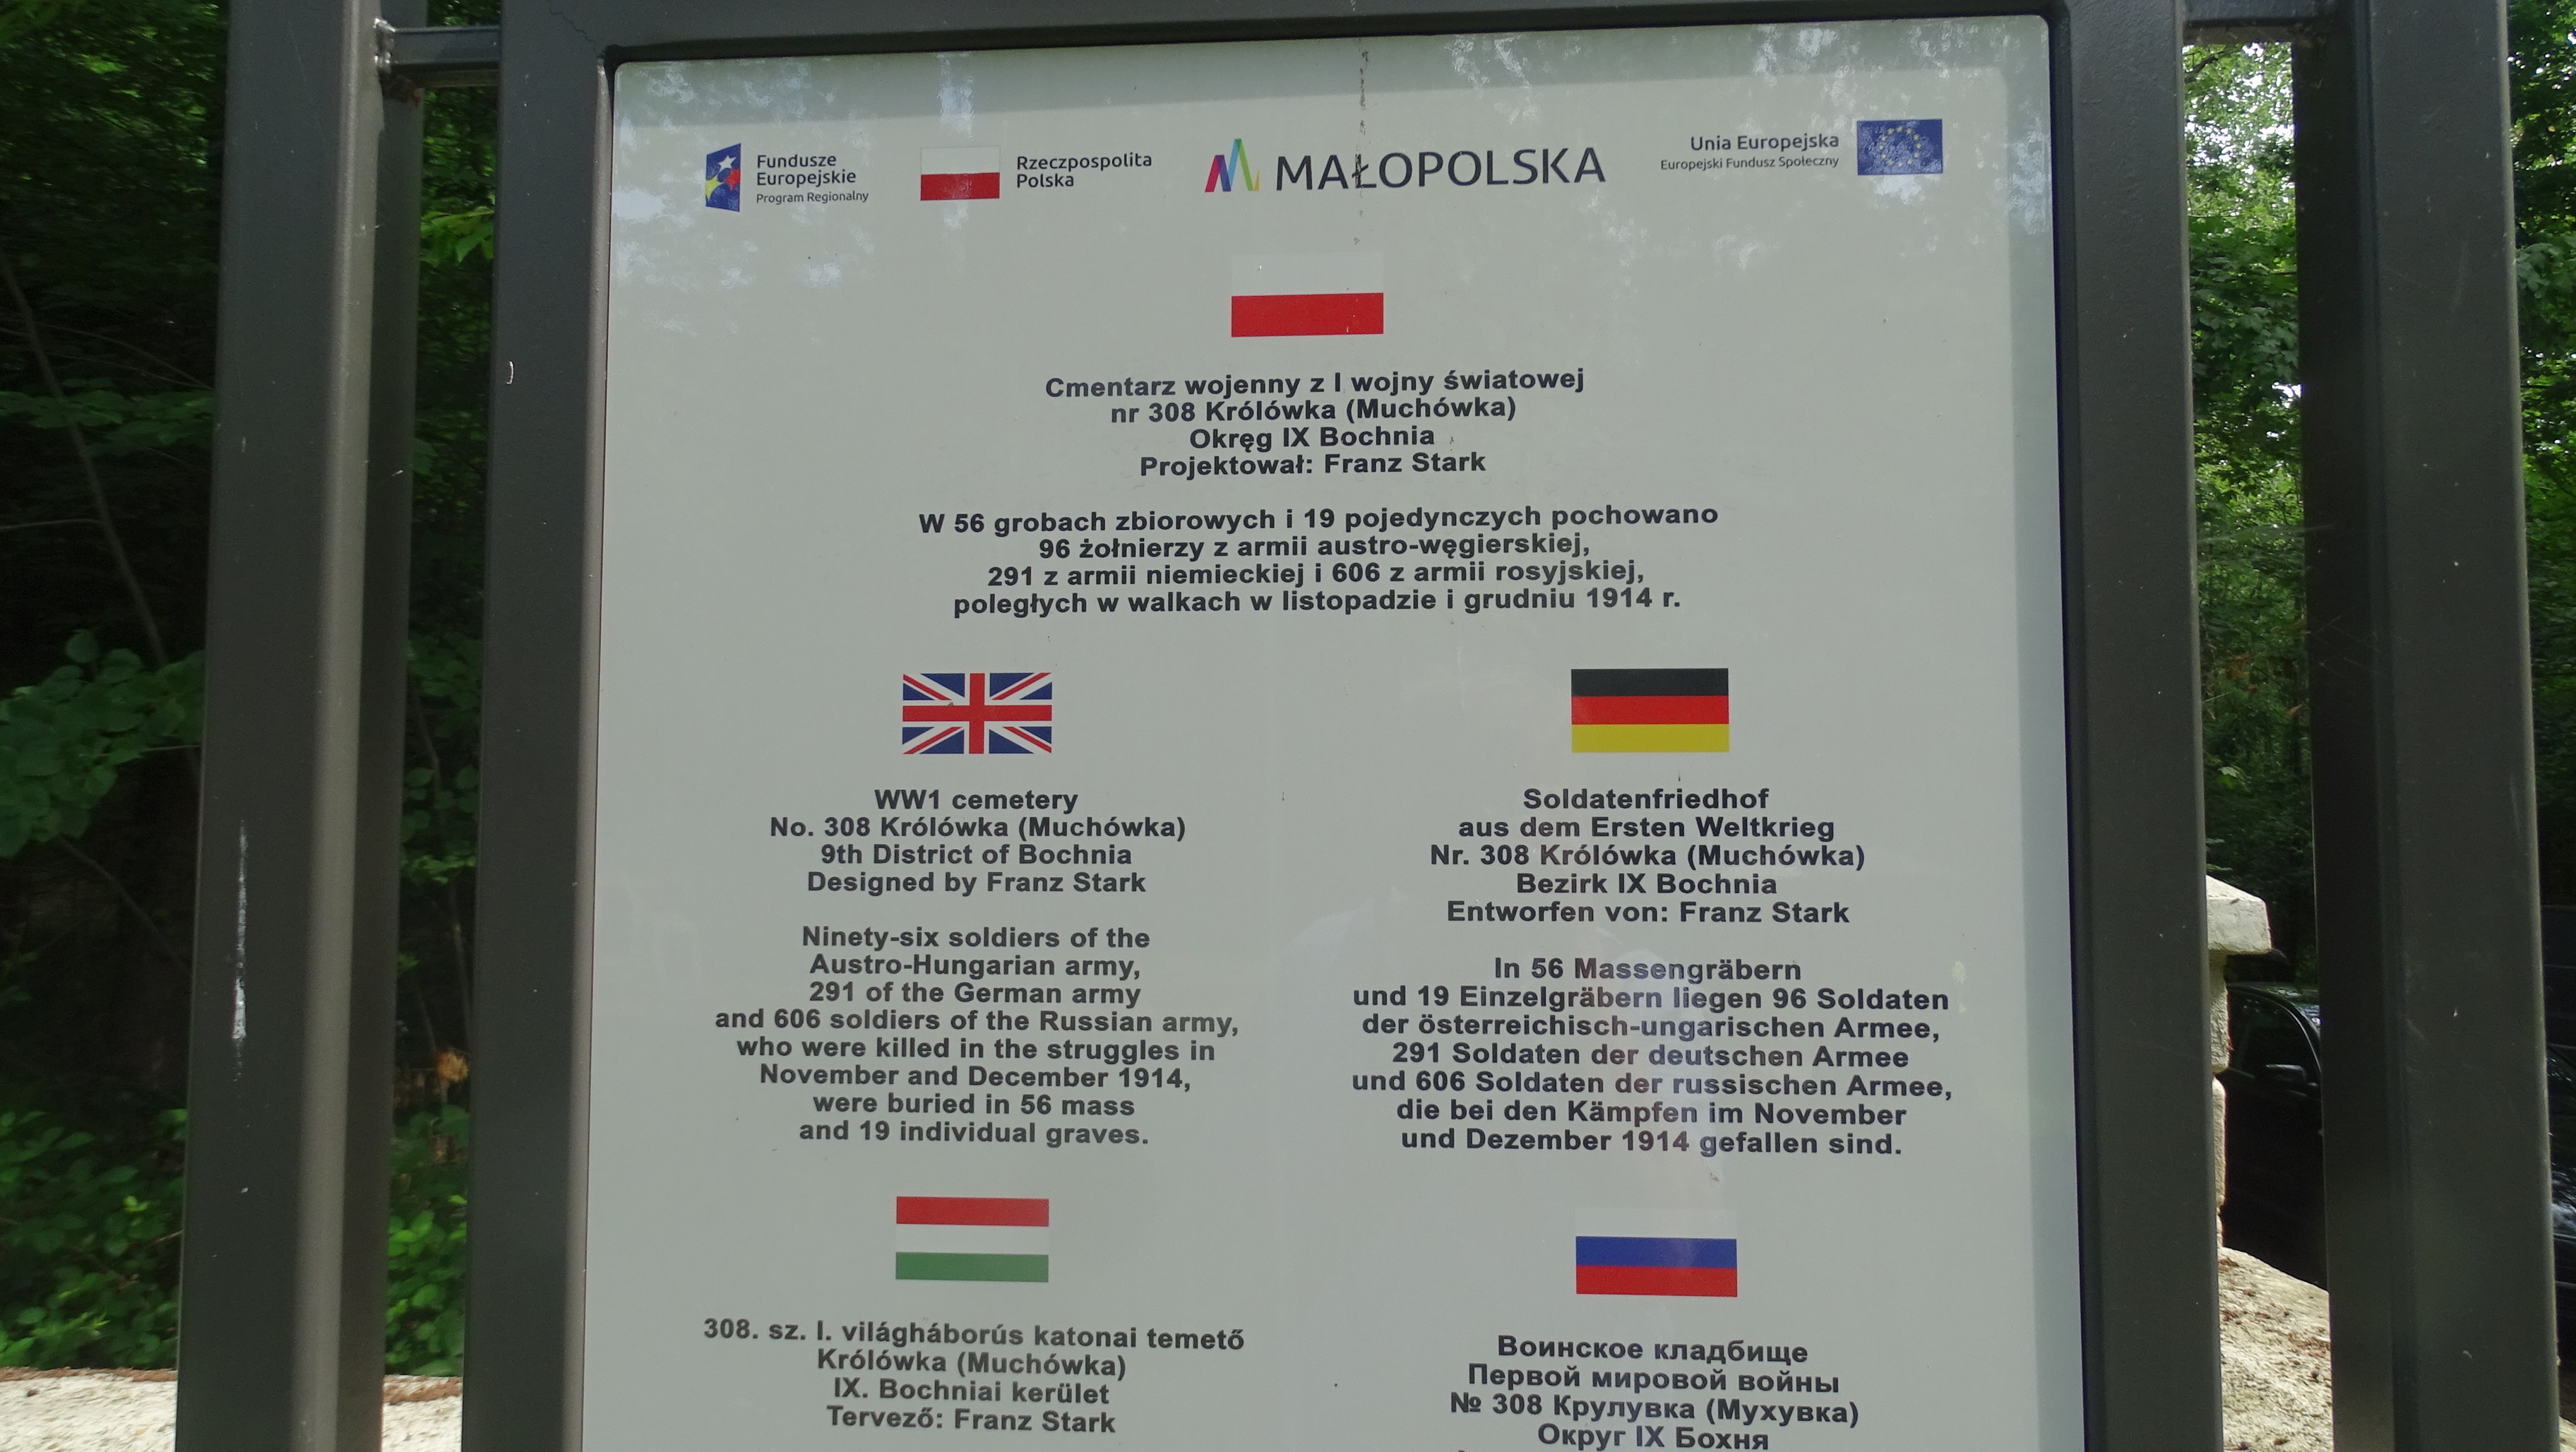 Fundusze
Europejskie
Program Regionalny
Rzeczpospolita
Polska
MAŁOPOLSKA
Unia Europejska
Europejski Fundusz Społeczny
Cmentarz wojenny z I wojny światowej
nr 308 Królówka (Muchówka)
Okręg IX Bochnia
Projektował: Franz Stark
W 56 grobach zbiorowych i 19 pojedynczych pochowano
96 żołnierzy z armii austro-węgierskiej,
291 z armii niemieckiej i 606 z armii rosyjskiej,
poległych w walkach w listopadzie i grudniu 1914 r.
WW1 cemetery
No. 308 Królówka (Muchówka)
9th District of Bochnia
Designed by Franz Stark
Ninety-six soldiers of the
Austro-Hungarian army,
291 of the German army
and 606 soldiers of the Russian army,
who were killed in the struggles in
November and December 1914,
were buried in 56 mass
and 19 individual graves.
Soldatenfriedhof
aus dem Ersten Weltkrieg
Nr. 308 Królówka (Muchówka)
Bezirk IX Bochnia
Entworfen von: Franz Stark
In 56 Massengräbern
und 19 Einzelgräbern liegen 96 Soldaten
der österreichisch-ungarischen Armee,
291 Soldaten der deutschen Armee
und 606 Soldaten der russischen Armee,
die bei den Kämpfen im November
und Dezember 1914 gefallen sind.
308. sz. I. világháborús katonai temető
Królówka (Muchówka)
IX. Bochniai kerület
Tervező: Franz Stark
Воинское кладбище
Первой мировой войны
№ 308 Крулувка (Мухувка)
Округ IX Бохня